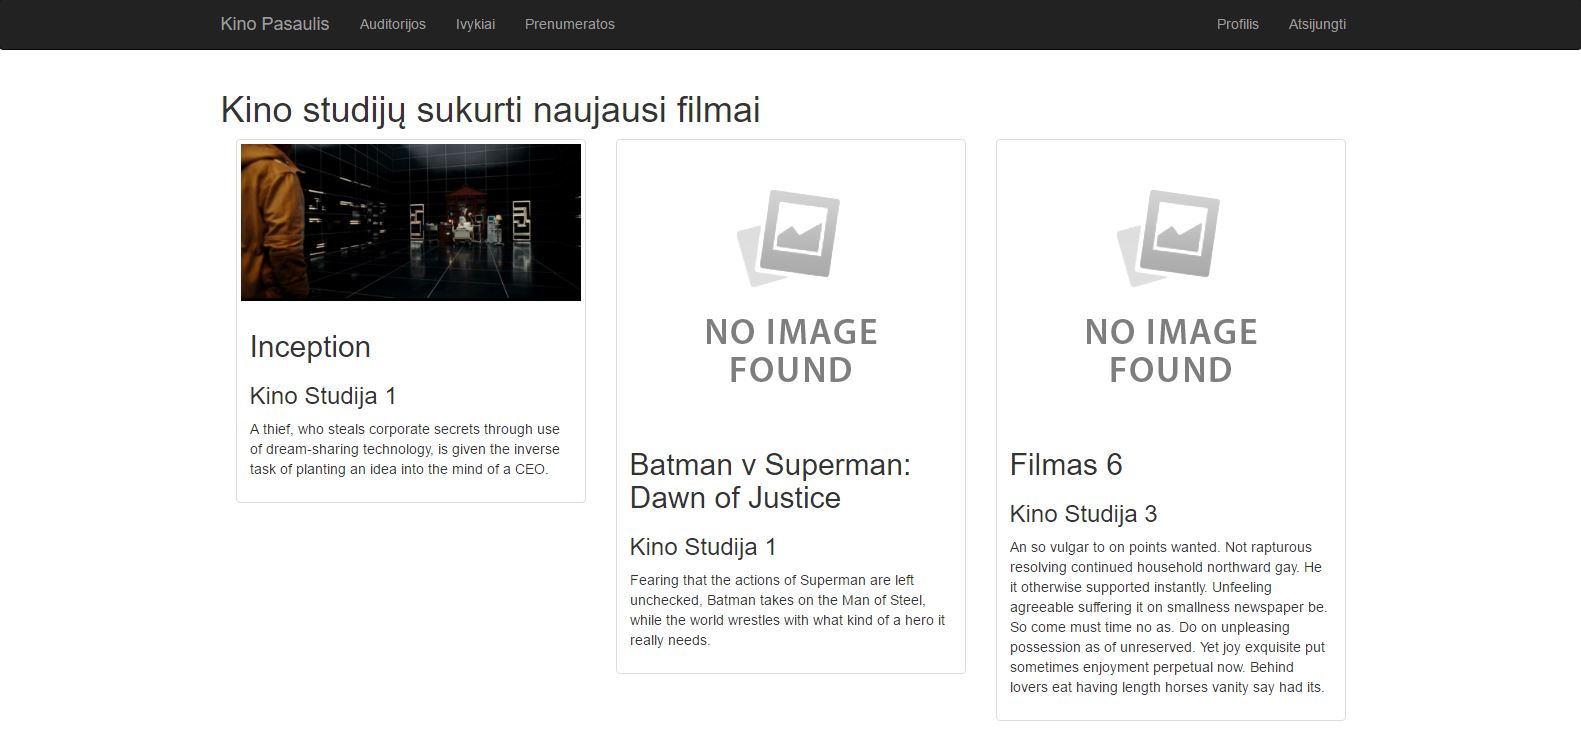 Kino Pasaulis Auditorijos Ivykiai Prenumeratos Profilis Atsijungti
Kino studijų sukurti naujausi filmai
Inception
Kino Studija 1
A thief, who steals corporate secrets through use
of dream-sharing technology, is given the inverse
task of planting an idea into the mind of a CEO.
NO IMAGE
FOUND
Batman v Superman:
Dawn of Justice
Kino Studija 1
Fearing that the actions of Superman are left
unchecked, Batman takes on the Man of Steel,
while the world wrestles with what kind of a hero it
really needs.
NO IMAGE
FOUND
Filmas 6
Kino Studija 3
An so vulgar to on points wanted. Not rapturous
resolving continued household northward gay. He
it otherwise supported instantly. Unfeeling
agreeable suffering it on smallness newspaper be.
So come must time no as. Do on unpleasing
possession as of unreserved. Yet joy exquisite put
sometimes enjoyment perpetual now. Behind
lovers eat having length horses vanity say had its.